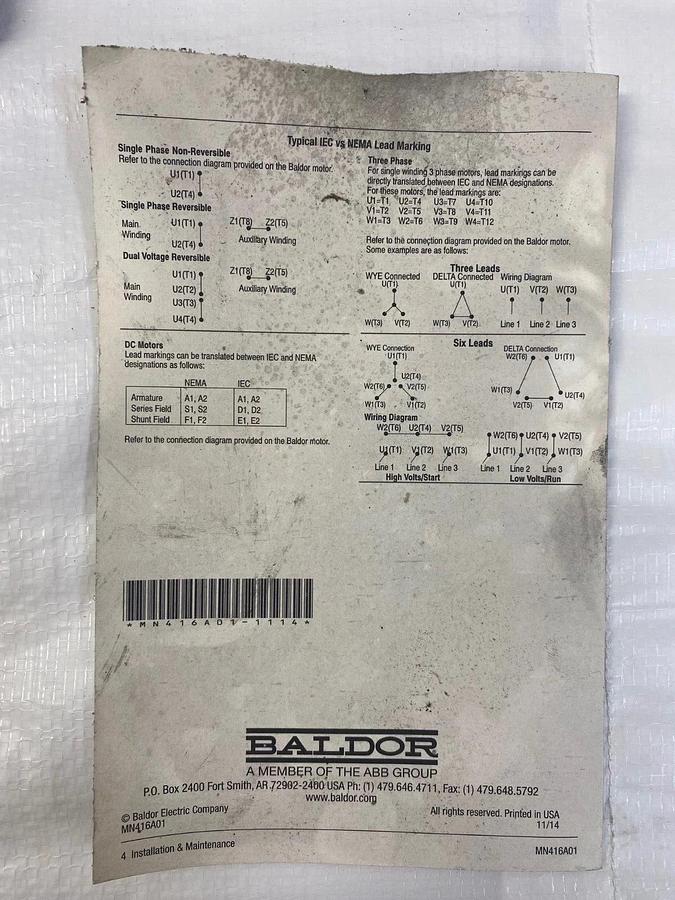 Typical IEC vs NEMA Lead Marking
Single Phase Non-Reversible
Refer to the connection diagram provided on the Baldor motor.
U1(T1)
U2(T4)
Single Phase Reversible
Main Winding
U1(T1)
U2(T4)
Z1(T8) Z2(T5)
Auxiliary Winding
Dual Voltage Reversible
Main Winding
U1(T1)
U2(T2)
U3(T3)
U4(T4)
Z1(T8) Z2(T5)
Auxiliary Winding
DC Motors
Lead markings can be translated between IEC and NEMA
designations as follows:
NEMA IEC
Armature A1, A2 A1, A2
Series Field S1, S2 D1, D2
Shunt Field F1, F2 E1, E2
Refer to the connection diagram provided on the Baldor motor.
Three Phase
For single winding 3 phase motors, lead markings can be
directly translated between IEC and NEMA designations.
For these motors, the lead markings are:
U1=T1 U2=T4 U3=T7 U4=T10
V1=T2 V2=T5 V3=T8 V4=T11
W1=T3 W2=T6 W3=T9 W4=T12
Refer to the connection diagram provided on the Baldor motor.
Some examples are as follows:
Three Leads
WYE Connected DELTA Connected Wiring Diagram
U(T1) U(T1) U(T1) V(T2) W(T3)
W(T3) V(T2) W(T3) V(T2) Line 1 Line 2 Line 3
Six Leads
WYE Connection DELTA Connection
U1(T1) W2(T6) U1(T1)
U2(T4)
W2(T6) V2(T5) W1(T3) U2(T4)
W1(T3) V1(T2) V2(T5) V1(T2)
Wiring Diagram
W2(T6) U2(T4) V2(T5) W2(T6) U2(T4) V2(T5)
U1(T1) V1(T2) W1(T3) U1(T1) V1(T2) W1(T3)
Line 1 Line 2 Line 3 Line 1 Line 2 Line 3
High Volts/Start Low Volts/Run
*MN416A01-1114*
BALDOR
A MEMBER OF THE ABB GROUP
P.O. Box 2400 Fort Smith, AR 72902-2400 USA Ph: (1) 479.646.4711, Fax: (1) 479.648.5792
www.baldor.com
© Baldor Electric Company All rights reserved. Printed in USA
MN416A01 11/14
4 Installation & Maintenance MN416A01